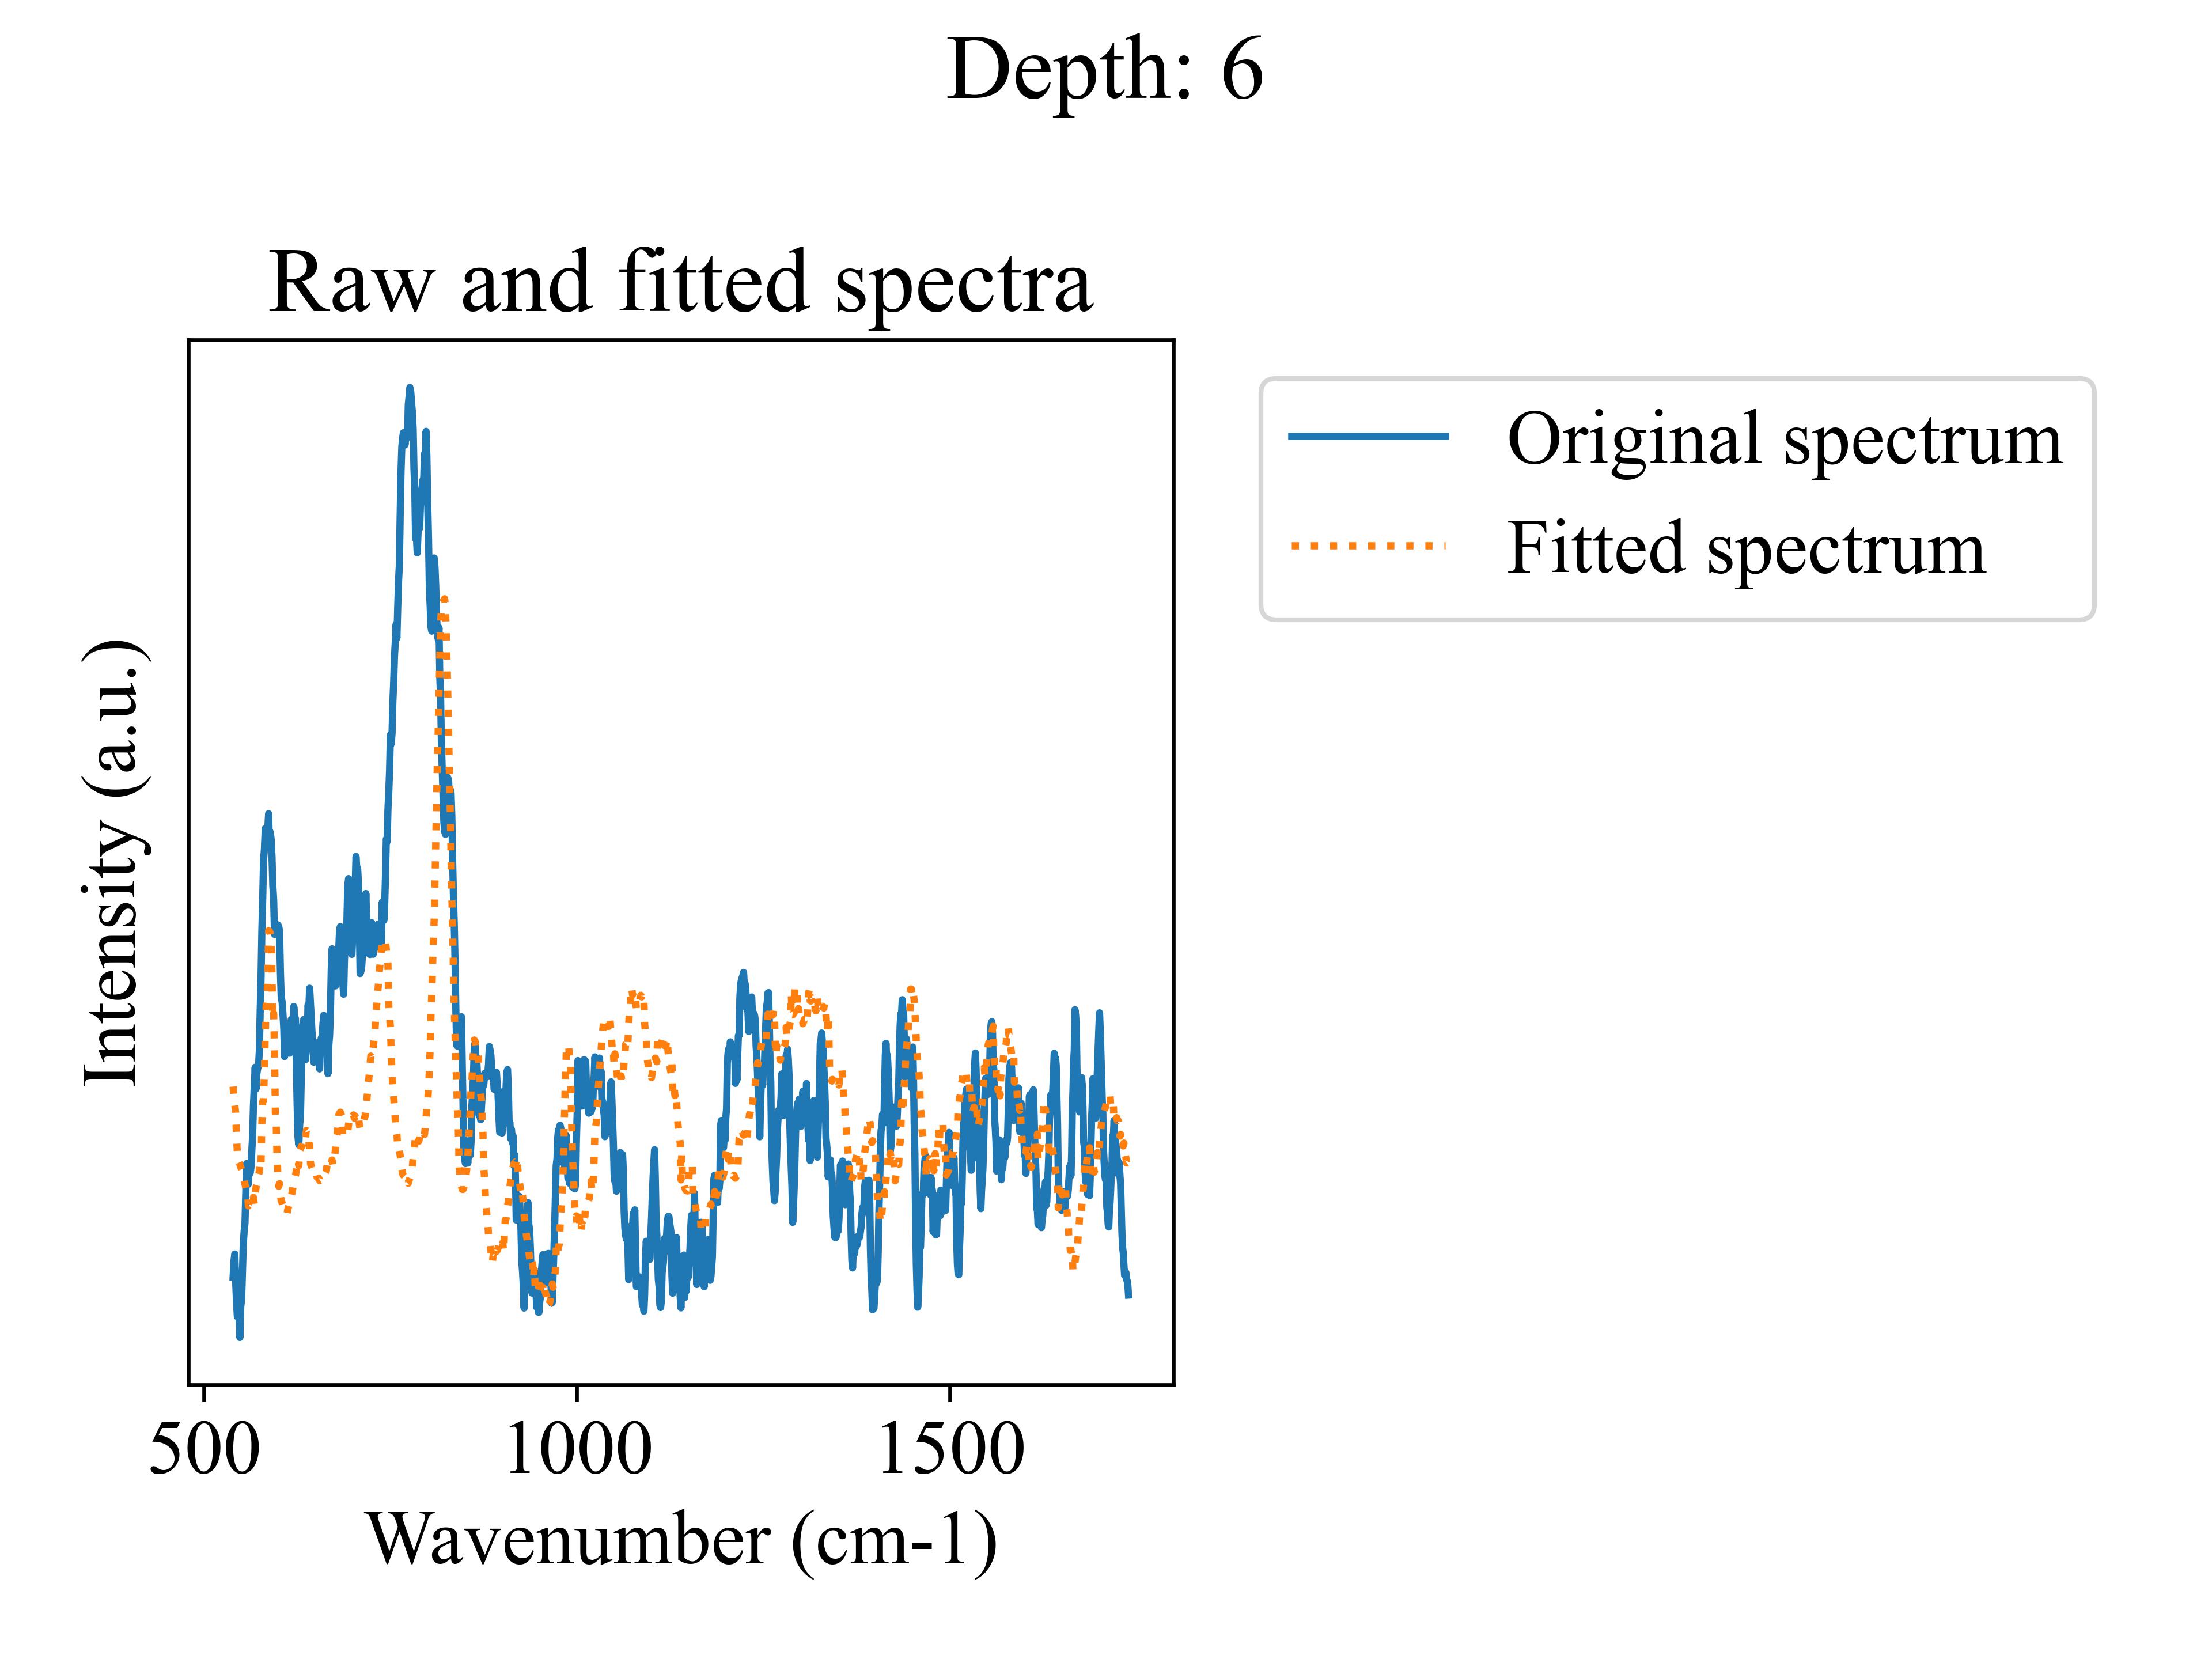 Depth: 6
Raw and fitted spectra
Original spectrum
Fitted spectrum
Intensity (a.u.)
500 1000 1500
Wavenumber (cm-1)